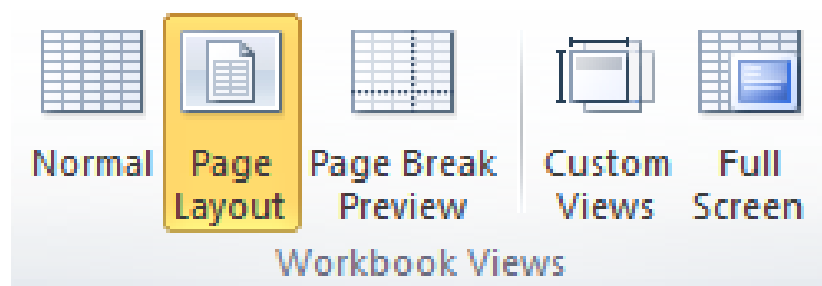 Normal
Page
Layout
Page Break
Preview
Custom
Views
Full
Screen
Workbook Views